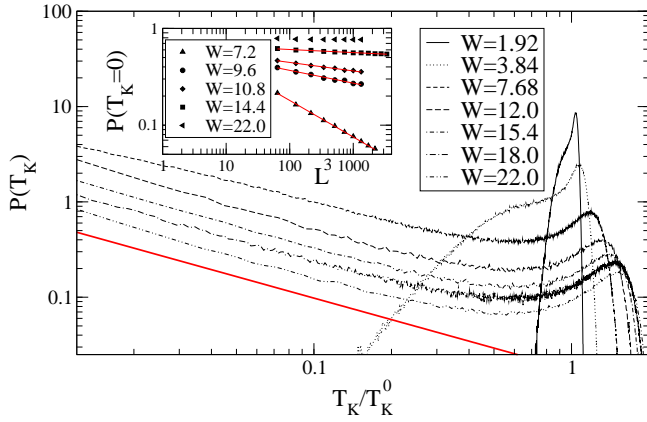 100
10
1
0.1
P(T_K)
0.1
1
T_K/T_K^0
1
0.1
P(T_K=0)
1
10
100
1000
L
W=7.2
W=9.6
W=10.8
W=14.4
W=22.0
W=1.92
W=3.84
W=7.68
W=12.0
W=15.4
W=18.0
W=22.0